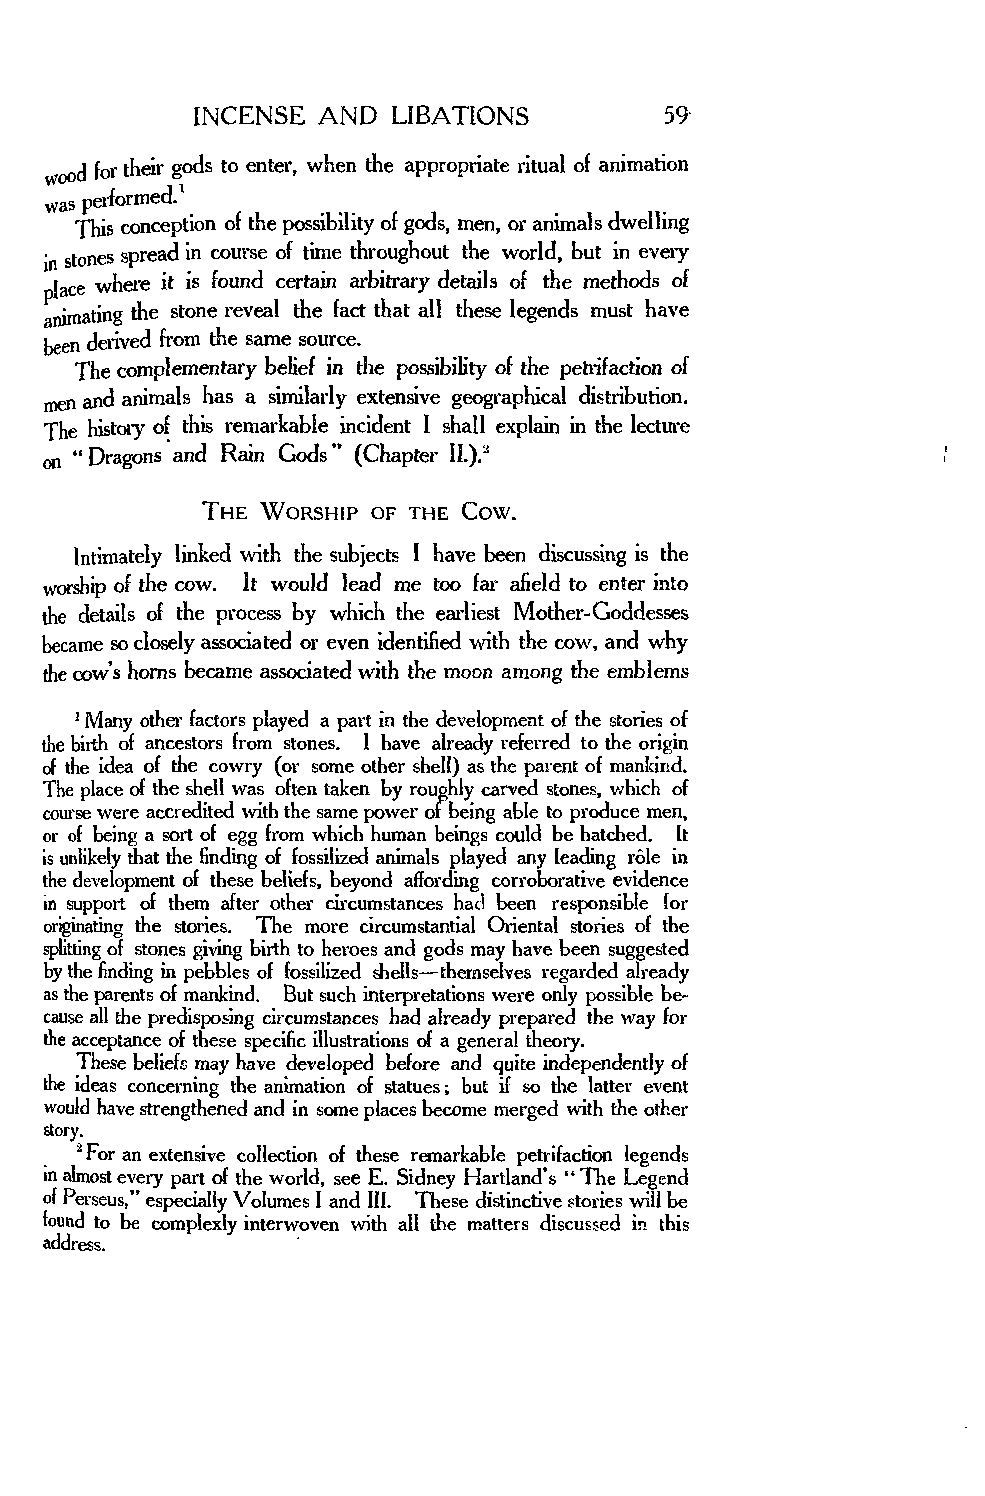 INCENSE AND LIBATIONS 59
wood for their gods to enter, when the appropriate ritual of animation
was performed.¹
This conception of the possibility of gods, men, or animals dwelling
in stones spread in course of time throughout the world, but in every
place where it is found certain arbitrary details of the methods of
animating the stone reveal the fact that all these legends must have
been derived from the same source.
The complementary belief in the possibility of the petrifaction of
men and animals has a similarly extensive geographical distribution.
The history of this remarkable incident I shall explain in the lecture
on “Dragons and Rain Gods” (Chapter II.).²
THE WORSHIP OF THE COW.
Intimately linked with the subjects I have been discussing is the
worship of the cow. It would lead me too far afield to enter into
the details of the process by which the earliest Mother-Goddesses
became so closely associated or even identified with the cow, and why
the cow's horns became associated with the moon among the emblems
¹ Many other factors played a part in the development of the stories of
the birth of ancestors from stones. I have already referred to the origin
of the idea of the cowry (or some other shell) as the parent of mankind.
The place of the shell was often taken by roughly carved stones, which of
course were accredited with the same power of being able to produce men,
or of being a sort of egg from which human beings could be hatched. It
is unlikely that the finding of fossilized animals played any leading rôle in
the development of these beliefs, beyond affording corroborative evidence
in support of them after other circumstances had been responsible for
originating the stories. The more circumstantial Oriental stories of the
splitting of stones giving birth to heroes and gods may have been suggested
by the finding in pebbles of fossilized shells—themselves regarded already
as the parents of mankind. But such interpretations were only possible be-
cause all the predisposing circumstances had already prepared the way for
the acceptance of these specific illustrations of a general theory.
These beliefs may have developed before and quite independently of
the ideas concerning the animation of statues; but if so the latter event
would have strengthened and in some places become merged with the other
story.
² For an extensive collection of these remarkable petrifaction legends
in almost every part of the world, see E. Sidney Hartland's “The Legend
of Perseus,” especially Volumes I and III. These distinctive stories will be
found to be complexly interwoven with all the matters discussed in this
address.